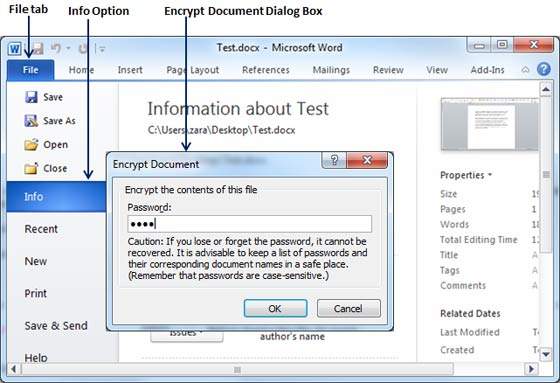 File tab
Info Option
Encrypt Document Dialog Box
Test.docx - Microsoft Word
File Home Insert Page Layout References Mailings Review View Add-Ins
Save
Save As
Open
Close
Info
Recent
New
Print
Save & Send
Help
Information about Test
C:\Users\zara\Desktop\Test.docx
Encrypt Document
Encrypt the contents of this file
Password:
••••
Caution: If you lose or forget the password, it cannot be
recovered. It is advisable to keep a list of passwords and
their corresponding document names in a safe place.
(Remember that passwords are case-sensitive.)
OK Cancel
Issues
author's name
Properties
Size
Pages 1
Words 18
Total Editing Time 12
Title
Tags
Comments
Related Dates
Last Modified
Created